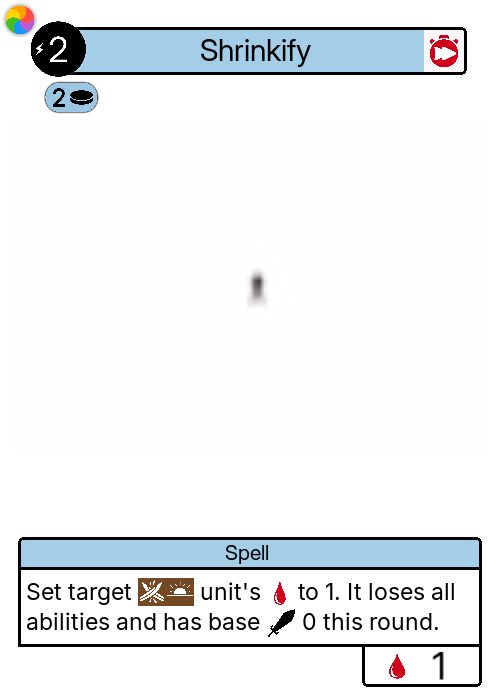 2 Shrinkify
2
Spell
Set target unit's to 1. It loses all
abilities and has base 0 this round.
1